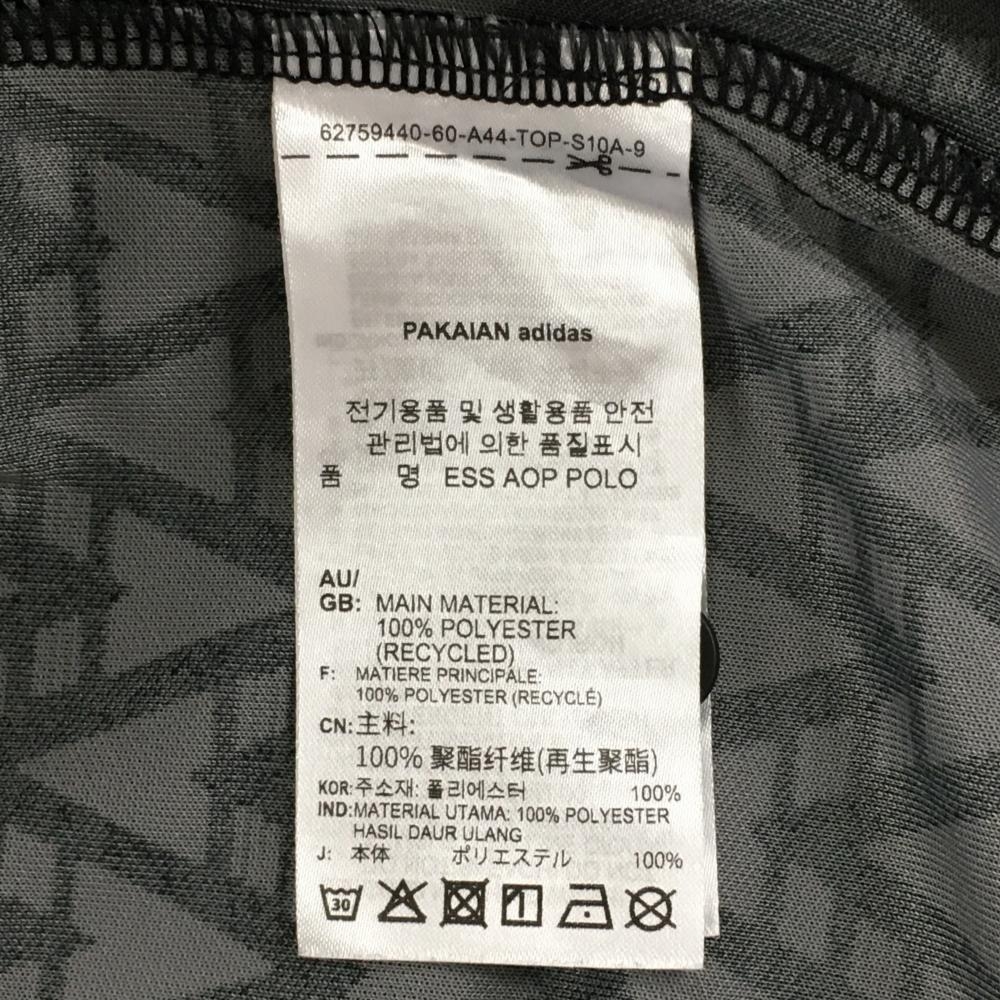 62759440-60-A44-TOP-S10A-9
PAKAIAN adidas
전기용품 및 생활용품 안전
관리법에 의한 품질표시
품 명 ESS AOP POLO
AU/
GB: MAIN MATERIAL:
100% POLYESTER
(RECYCLED)
F: MATIERE PRINCIPALE:
100% POLYESTER (RECYCLÉ)
CN: 主料:
100% 聚酯纤维(再生聚酯)
KOR: 주소재: 폴리에스터 100%
IND: MATERIAL UTAMA: 100% POLYESTER
HASIL DAUR ULANG
J: 本体 ポリエステル 100%
30